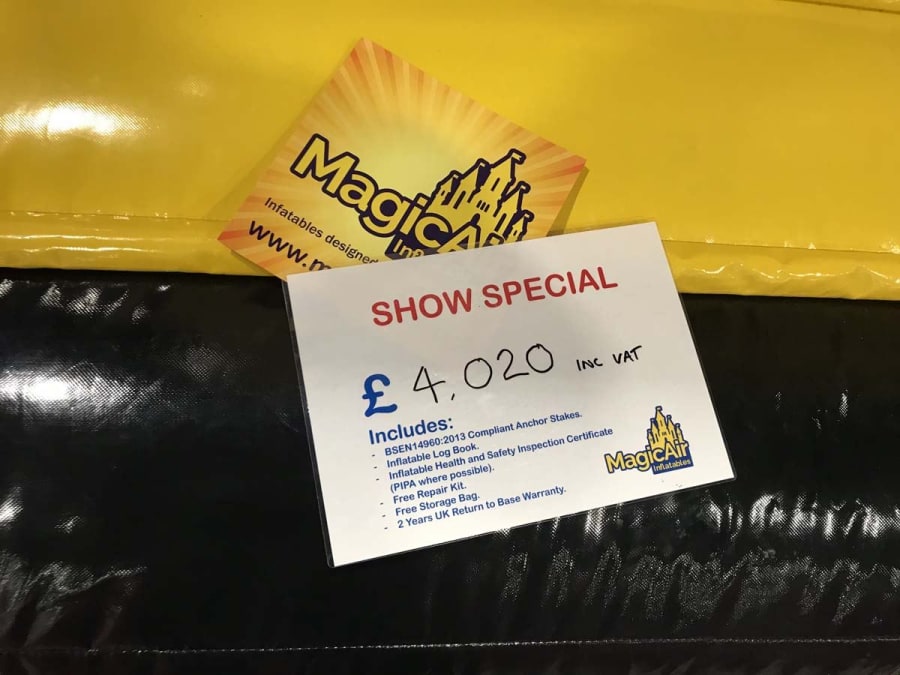 MagicAir
Infatables designed
www.m
SHOW SPECIAL
£ 4,020 INC VAT
Includes:
- BSEN14960:2013 Compliant Anchor Stakes.
- Inflatable Log Book.
- Inflatable Health and Safety Inspection Certificate
(PIPA where possible).
- Free Repair Kit.
- Free Storage Bag.
- 2 Years UK Return to Base Warranty.
MagicAir
Inflatables